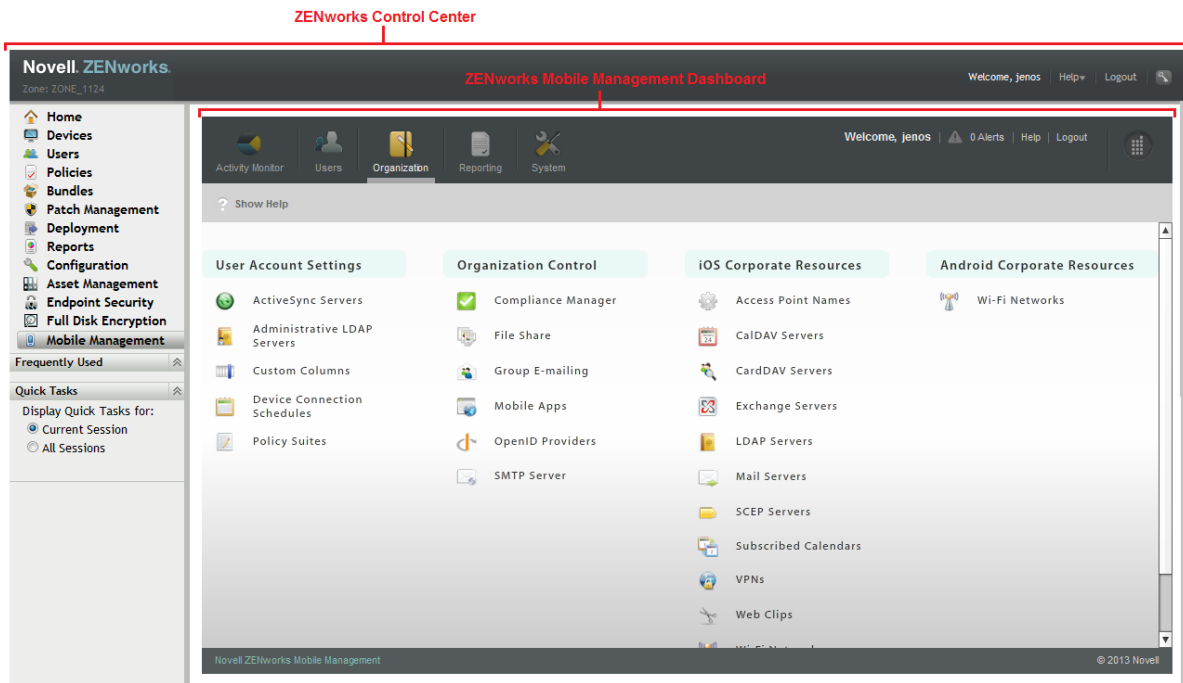 ZENworks Control Center
Novell. ZENworks.
Zone: ZONE_1124
ZENworks Mobile Management Dashboard
Welcome, jenos | Help | Logout
Home
Devices
Users
Policies
Bundles
Patch Management
Deployment
Reports
Configuration
Asset Management
Endpoint Security
Full Disk Encryption
Mobile Management
Frequently Used
Quick Tasks
Display Quick Tasks for:
Current Session
All Sessions
Activity Monitor
Users
Organization
Reporting
System
Welcome, jenos | 0 Alerts | Help | Logout
? Show Help
User Account Settings
ActiveSync Servers
Administrative LDAP
Servers
Custom Columns
Device Connection
Schedules
Policy Suites
Organization Control
Compliance Manager
File Share
Group E-mailing
Mobile Apps
OpenID Providers
SMTP Server
iOS Corporate Resources
Access Point Names
CalDAV Servers
CardDAV Servers
Exchange Servers
LDAP Servers
Mail Servers
SCEP Servers
Subscribed Calendars
VPNs
Web Clips
Android Corporate Resources
Wi-Fi Networks
Novell ZENworks Mobile Management
© 2013 Novell